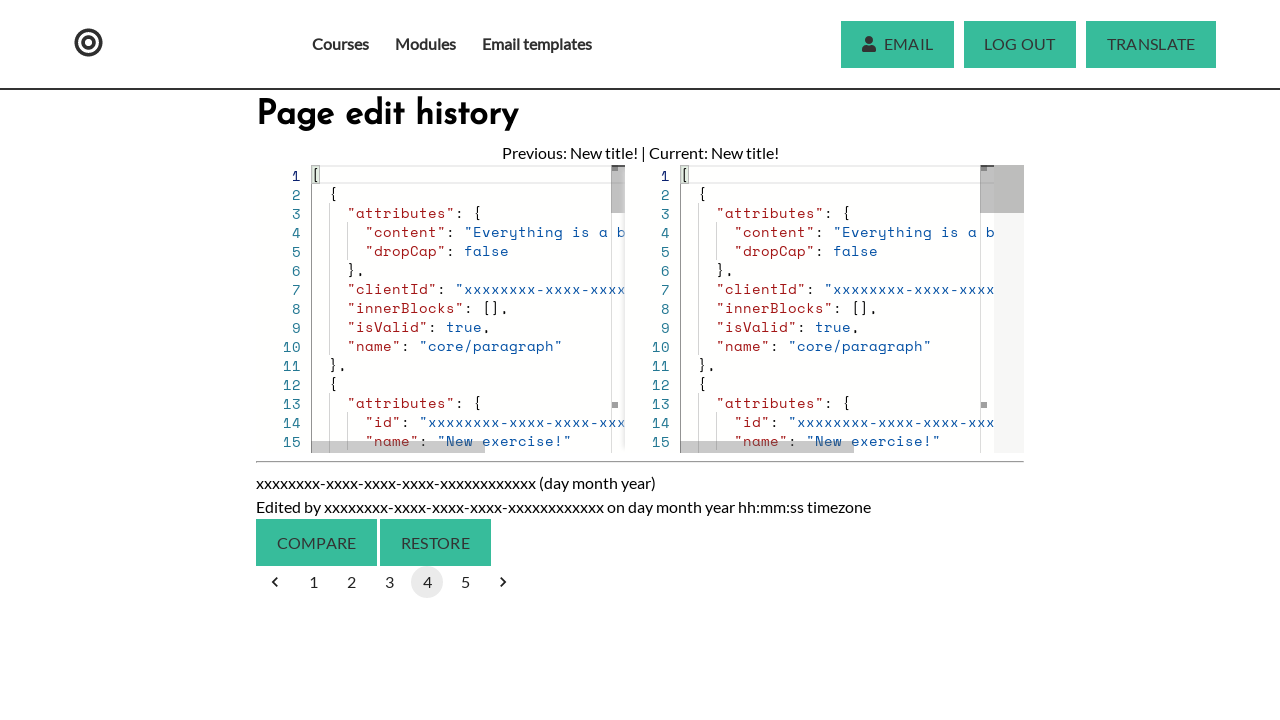 Courses Modules Email templates EMAIL LOG OUT TRANSLATE
Page edit history
Previous: New title! | Current: New title!
1 [ 1 [
2 { 2 {
3 "attributes": { 3 "attributes": {
4 "content": "Everything is a b 4 "content": "Everything is a b
5 "dropCap": false 5 "dropCap": false
6 }, 6 },
7 "clientId": "xxxxxxxx-xxxx-xxxx 7 "clientId": "xxxxxxxx-xxxx-xxxx
8 "innerBlocks": [], 8 "innerBlocks": [],
9 "isValid": true, 9 "isValid": true,
10 "name": "core/paragraph" 10 "name": "core/paragraph"
11 }, 11 },
12 { 12 {
13 "attributes": { 13 "attributes": {
14 "id": "xxxxxxxx-xxxx-xxxx-xxx 14 "id": "xxxxxxxx-xxxx-xxxx-xxx
15 "name": "New exercise!" 15 "name": "New exercise!"
xxxxxxxx-xxxx-xxxx-xxxx-xxxxxxxxxxxx (day month year)
Edited by xxxxxxxx-xxxx-xxxx-xxxx-xxxxxxxxxxxx on day month year hh:mm:ss timezone
COMPARE RESTORE
1 2 3 4 5